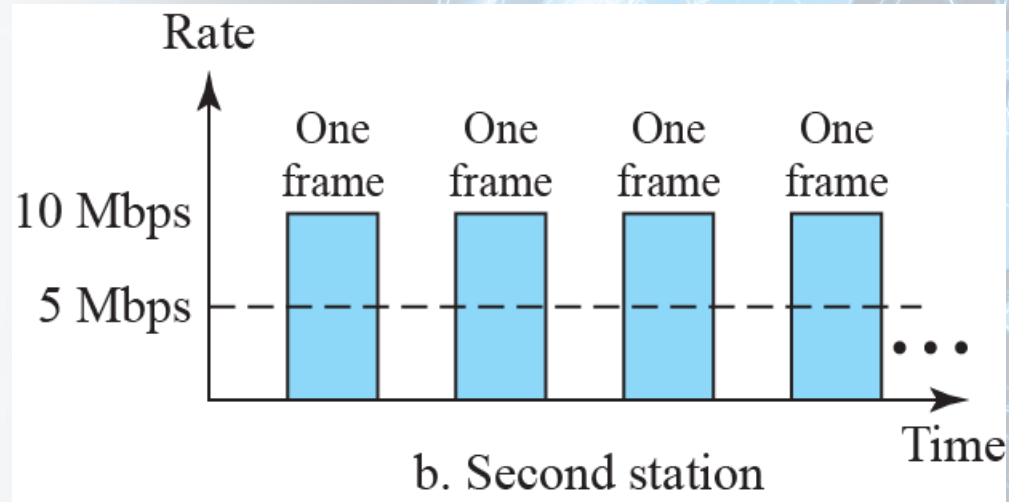 Rate
One One One One
frame frame frame frame
10 Mbps
5 Mbps
Time
b. Second station